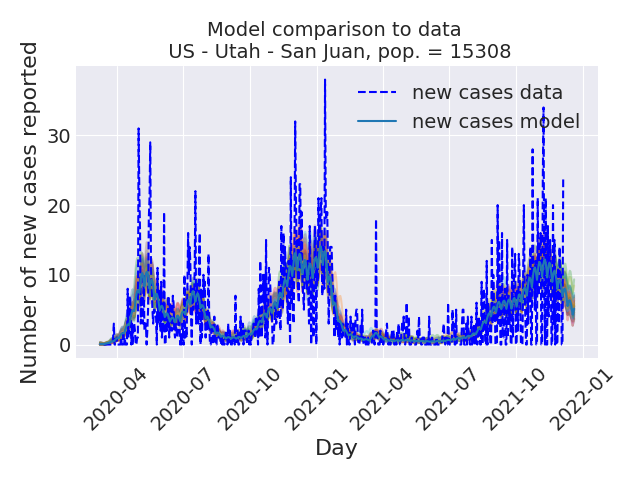 Model comparison to data
US - Utah - San Juan, pop. = 15308
Number of new cases reported
new cases data
new cases model
30
20
10
0
2020-04
2020-07
2020-10
2021-01
2021-04
2021-07
2021-10
2022-01
Day